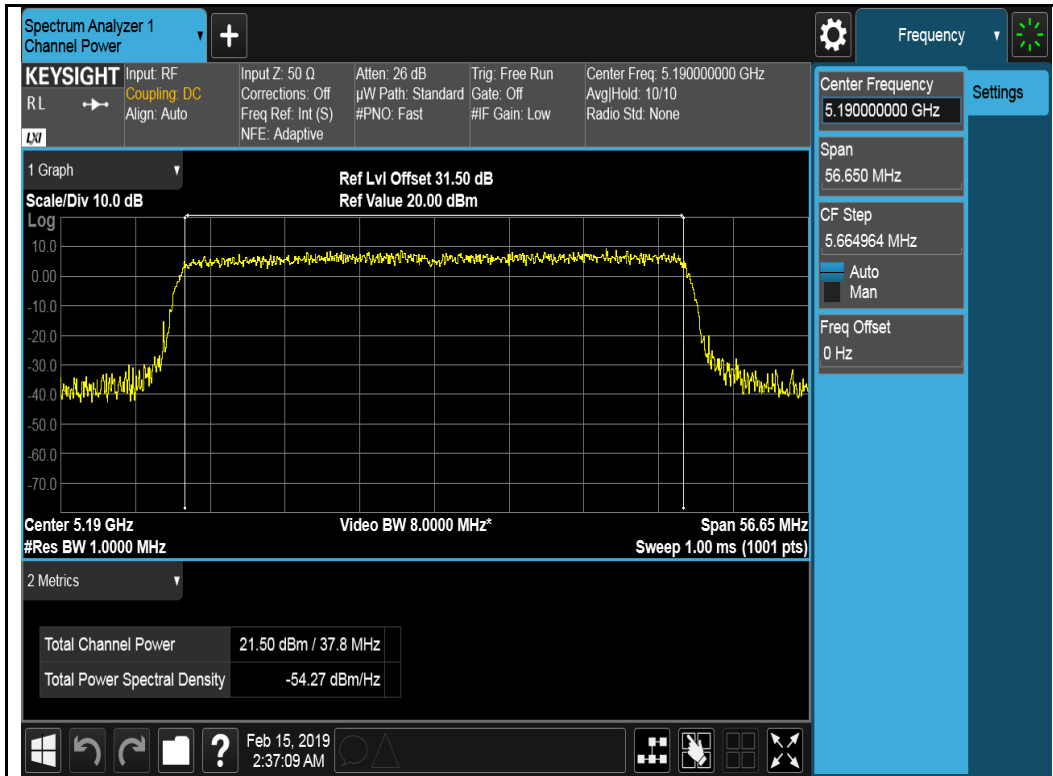 Spectrum Analyzer 1
Channel Power
+
Frequency
KEYSIGHT
R L
LXI
Input: RF
Coupling: DC
Align: Auto
Input Z: 50 Ω
Corrections: Off
Freq Ref: Int (S)
NFE: Adaptive
Atten: 26 dB
µW Path: Standard
#PNO: Fast
Trig: Free Run
Gate: Off
#IF Gain: Low
Center Freq: 5.190000000 GHz
Avg|Hold: 10/10
Radio Std: None
Center Frequency
5.190000000 GHz
Settings
Span
56.650 MHz
CF Step
5.664964 MHz
Auto
Man
Freq Offset
0 Hz
1 Graph
Ref Lvl Offset 31.50 dB
Scale/Div 10.0 dB
Ref Value 20.00 dBm
Log
10.0
0.00
-10.0
-20.0
-30.0
-40.0
-50.0
-60.0
-70.0
Center 5.19 GHz
Video BW 8.0000 MHz*
Span 56.65 MHz
#Res BW 1.0000 MHz
Sweep 1.00 ms (1001 pts)
2 Metrics
Total Channel Power
21.50 dBm / 37.8 MHz
Total Power Spectral Density
-54.27 dBm/Hz
?
Feb 15, 2019
2:37:09 AM